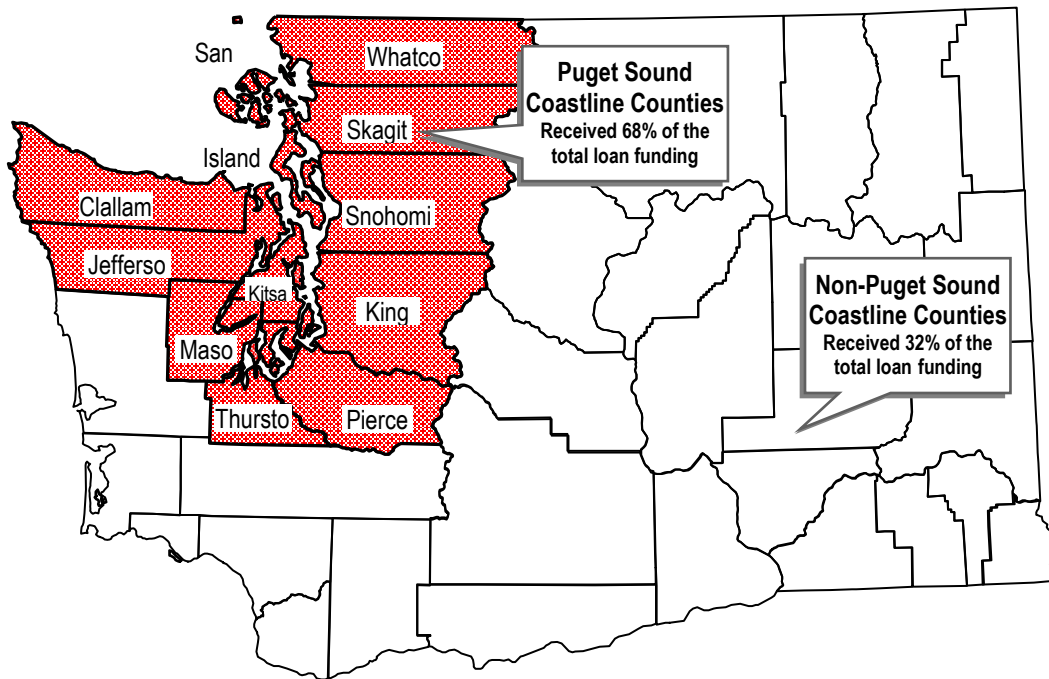 San
Whatco
Puget Sound
Coastline Counties
Received 68% of the
total loan funding
Skagit
Island
Clallam
Snohomi
Jefferso
Non-Puget Sound
Coastline Counties
Received 32% of the
total loan funding
Kitsa
King
Maso
Thursto
Pierce